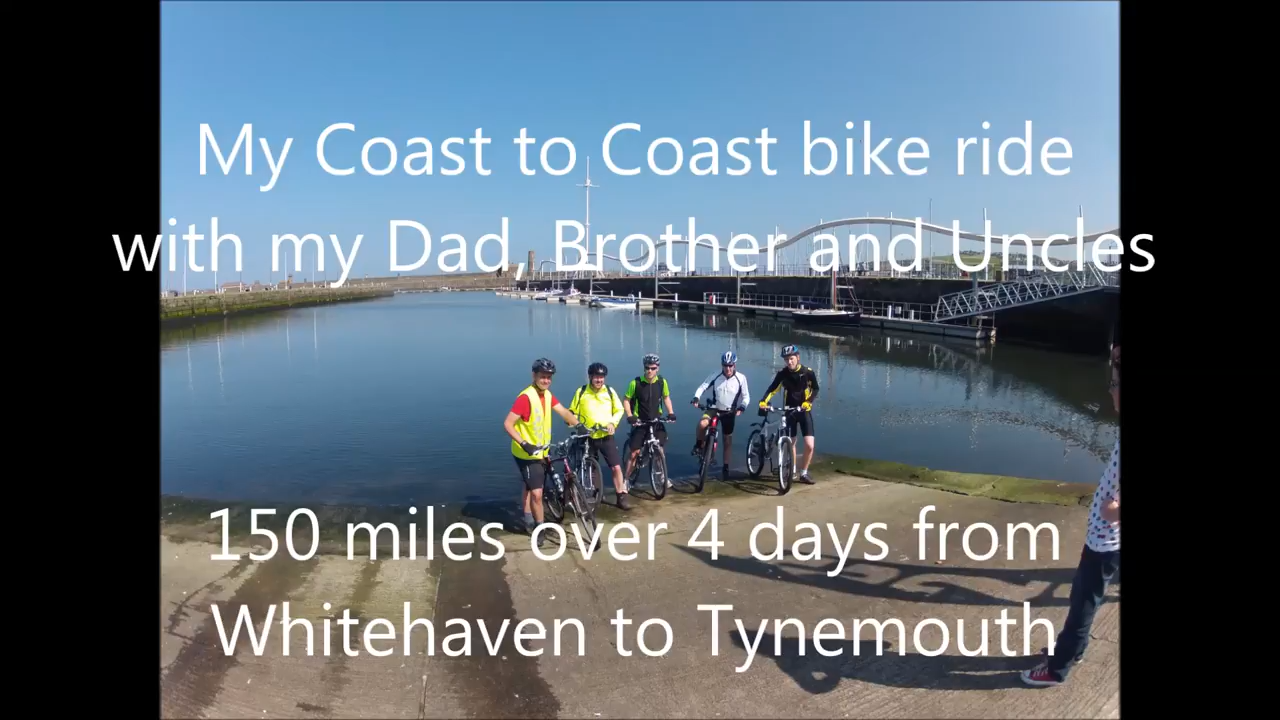 My Coast to Coast bike ride
with my Dad, Brother and Uncles
150 miles over 4 days from
Whitehaven to Tynemouth